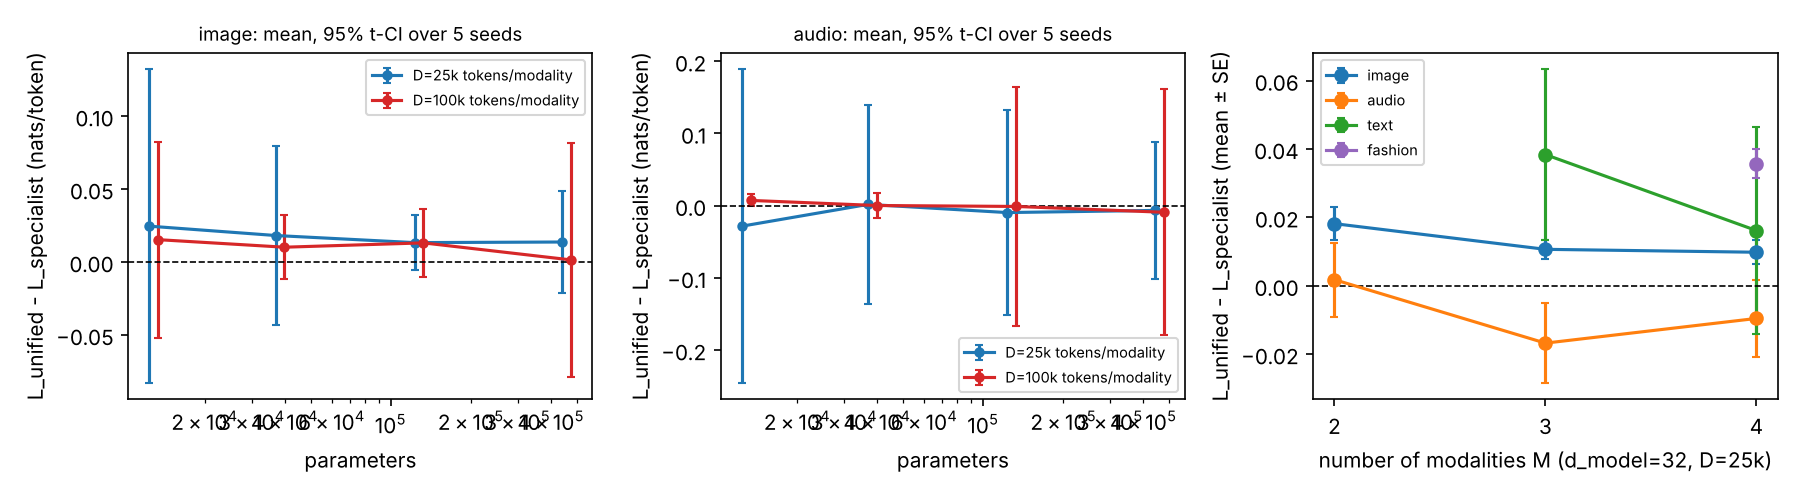 image: mean, 95% t-CI over 5 seeds
L_unified - L_specialist (nats/token)
D=25k tokens/modality
D=100k tokens/modality
0.10
0.05
0.00
−0.05
10⁵
parameters
audio: mean, 95% t-CI over 5 seeds
L_unified - L_specialist (nats/token)
0.2
0.1
0.0
−0.1
−0.2
D=25k tokens/modality
D=100k tokens/modality
10⁵
parameters
L_unified - L_specialist (mean ± SE)
image
audio
text
fashion
0.06
0.04
0.02
0.00
−0.02
2 3 4
number of modalities M (d_model=32, D=25k)